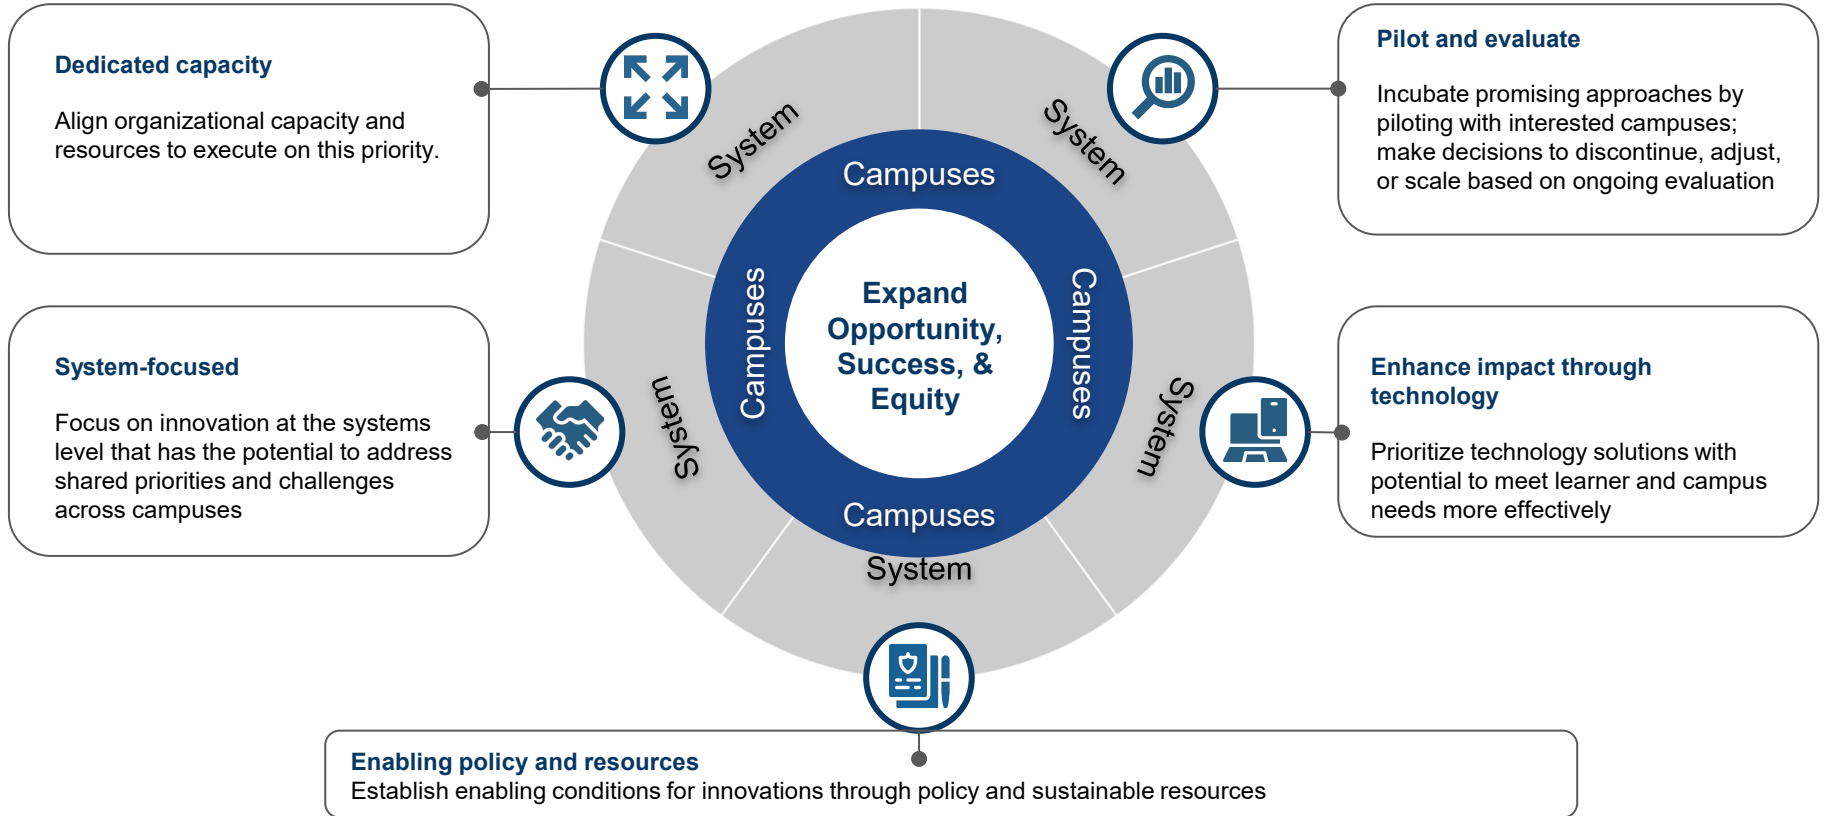 Dedicated capacity
Align organizational capacity and
resources to execute on this priority.
Pilot and evaluate
Incubate promising approaches by
piloting with interested campuses;
make decisions to discontinue, adjust,
or scale based on ongoing evaluation
System
System
Campuses
Campuses
Expand
Opportunity,
Success, &
Equity
Campuses
System-focused
Focus on innovation at the systems
level that has the potential to address
shared priorities and challenges
across campuses
System
System
Enhance impact through
technology
Prioritize technology solutions with
potential to meet learner and campus
needs more effectively
Campuses
System
Enabling policy and resources
Establish enabling conditions for innovations through policy and sustainable resources